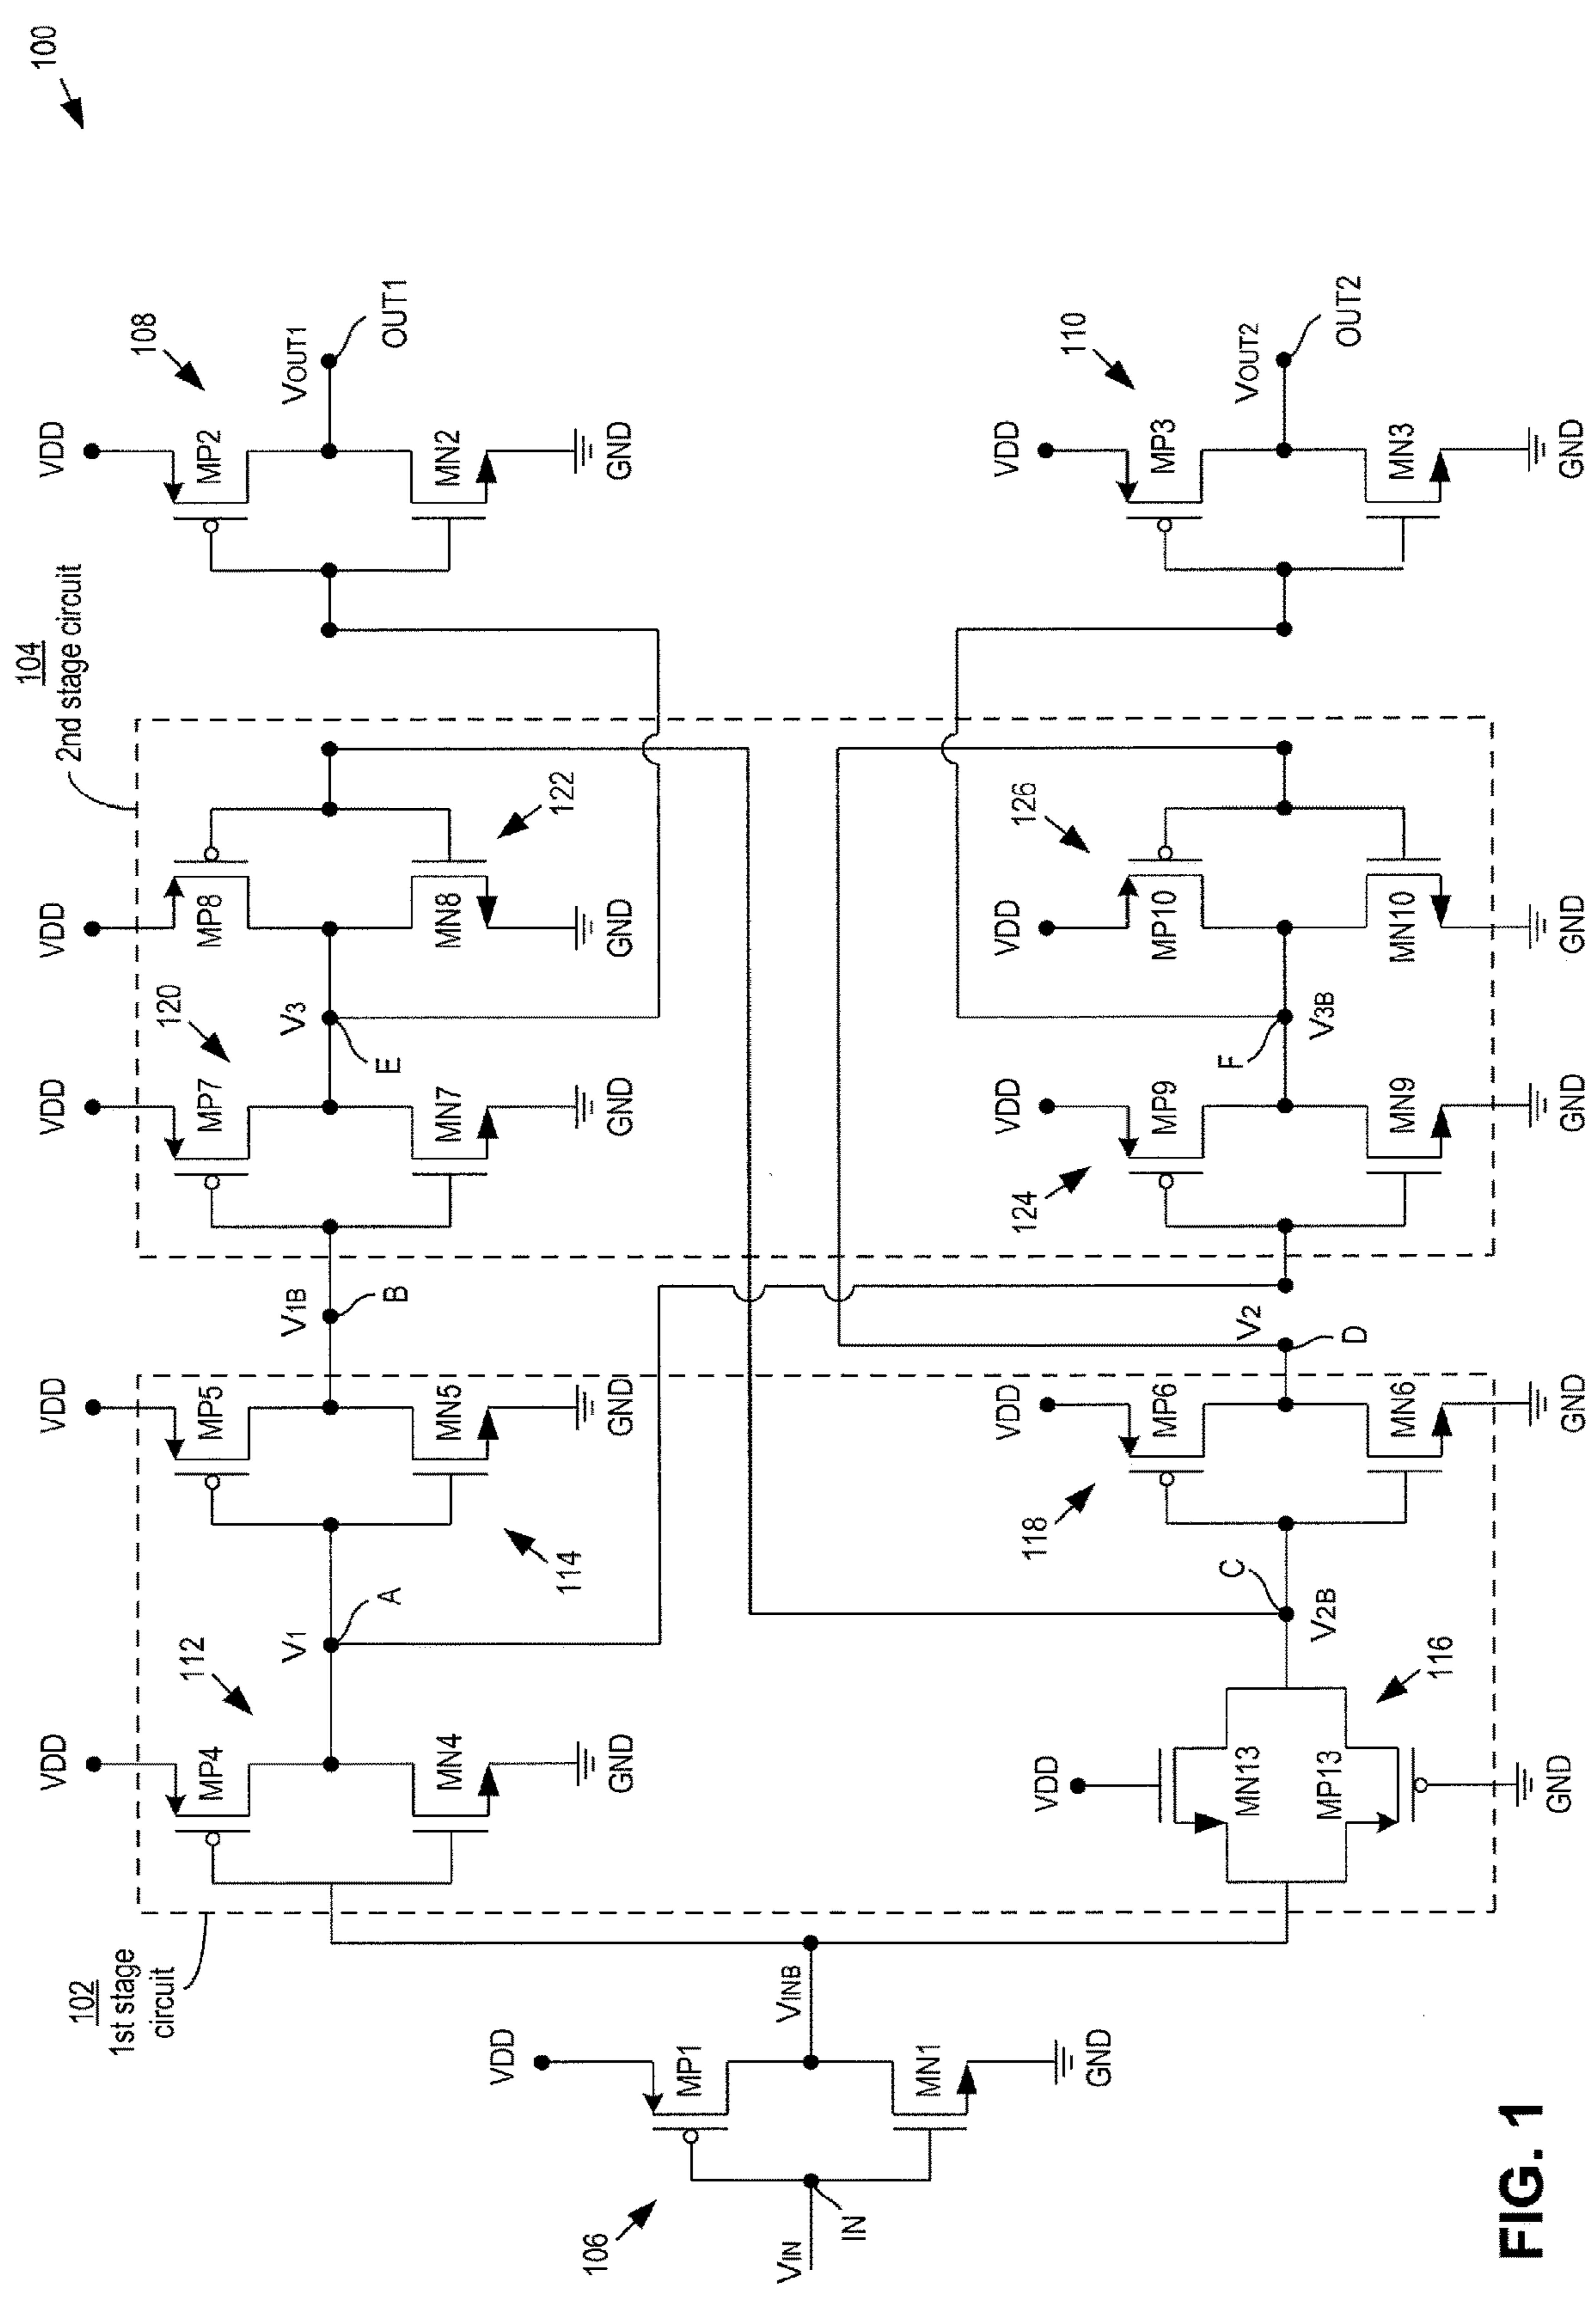 100
104
2nd stage circuit
102
1st stage
circuit
VDD
MP4
112
V1
A
MN4
GND
VDD
MP5
V1B
B
MN5
GND
114
VDD
MP7
120
V3
E
MN7
GND
VDD
MP8
MN8
GND
122
VDD
MP2
108
VOUT1
OUT1
MN2
GND
VDD
MP1
106
VIN
IN
VINB
MN1
GND
VDD
MN13
MP13
GND
116
C
V2B
118
VDD
MP6
V2
D
MN6
GND
124
VDD
MP9
F
V3B
MN9
GND
126
VDD
MP10
MN10
GND
110
VDD
MP3
VOUT2
OUT2
MN3
GND
FIG. 1